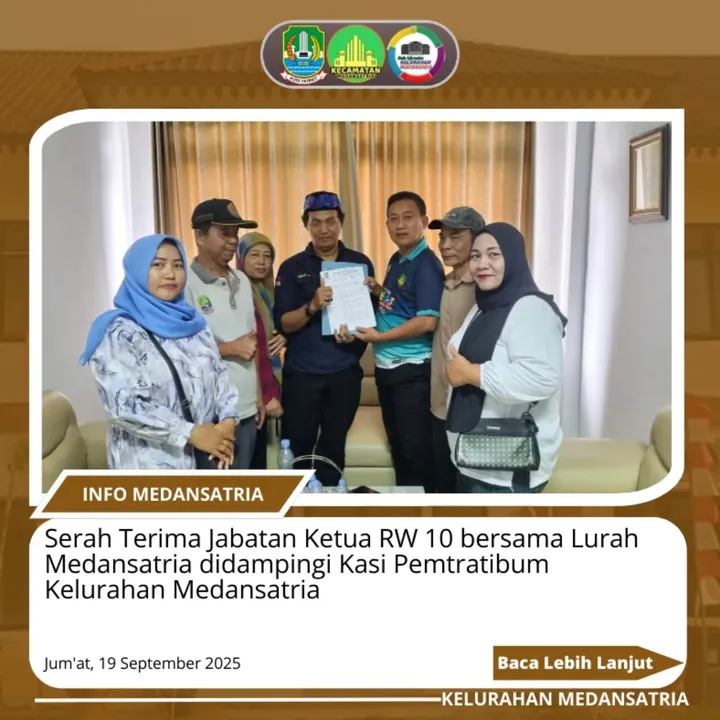 KECAMATAN
INFO MEDANSATRIA
Serah Terima Jabatan Ketua RW 10 bersama Lurah
Medansatria didampingi Kasi Pemtratibum
Kelurahan Medansatria
Jum'at, 19 September 2025
Baca Lebih Lanjut
KELURAHAN MEDANSATRIA